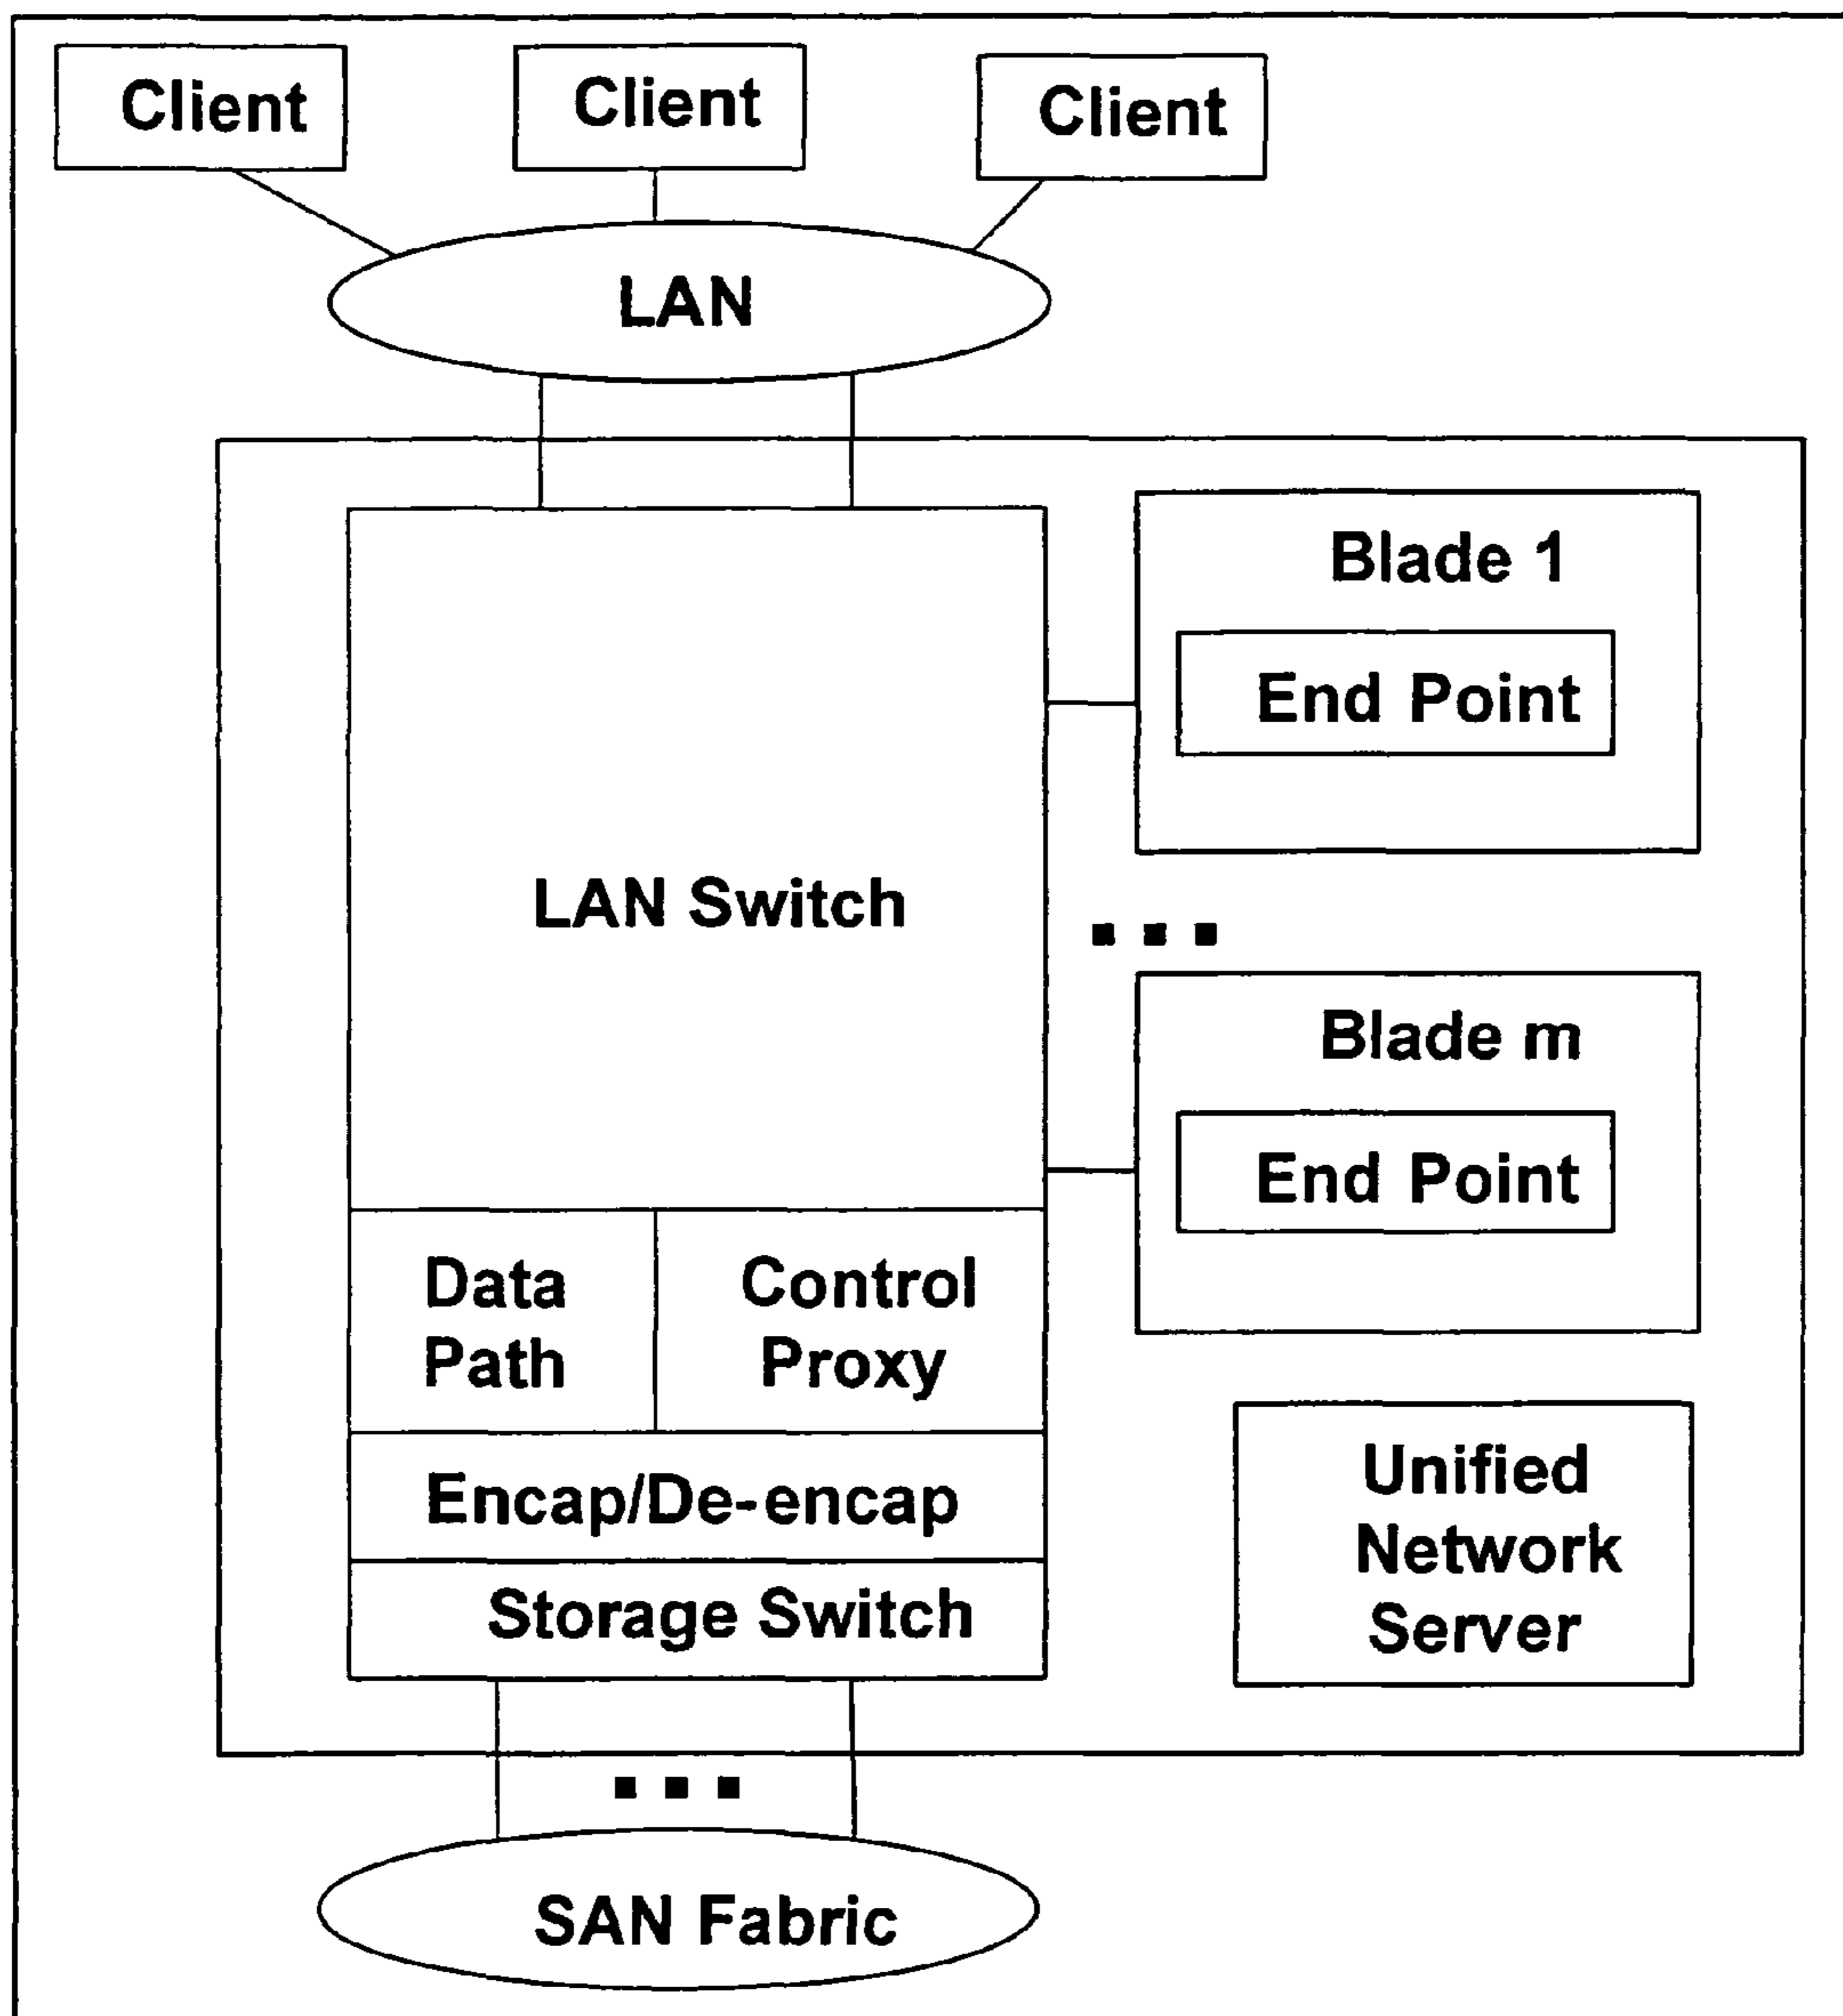 Client
Client
Client
LAN
LAN Switch
Blade 1
End Point
Blade m
End Point
Data
Path
Control
Proxy
Encap/De-encap
Storage Switch
Unified
Network
Server
SAN Fabric